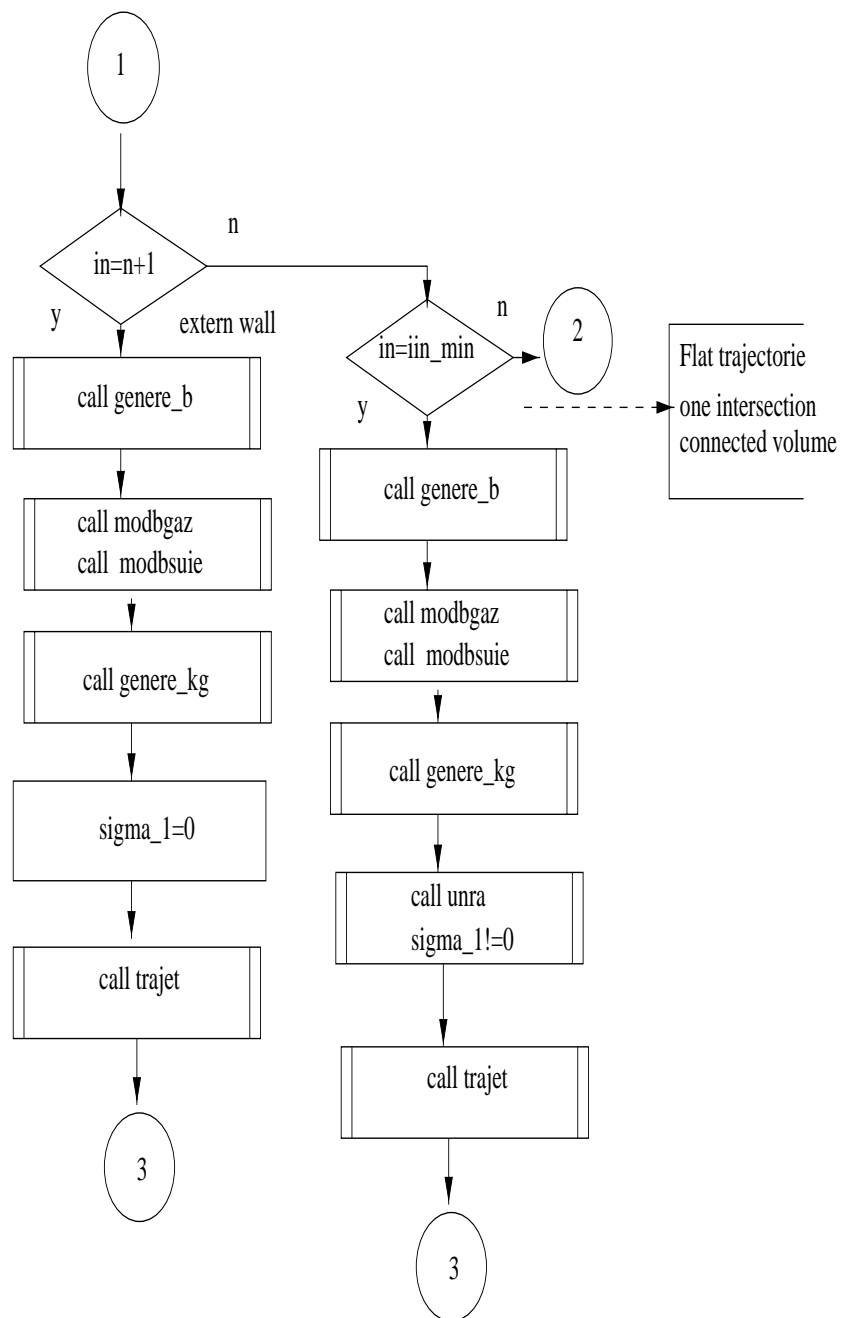 1
in=n+1
n
y
extern wall
call genere_b
call modbgaz
call modbsuie
call genere_kg
sigma_1=0
call trajet
3
in=iin_min
n
y
2
Flat trajectorie
one intersection
connected volume
call genere_b
call modbgaz
call modbsuie
call genere_kg
call unra
sigma_1!=0
call trajet
3